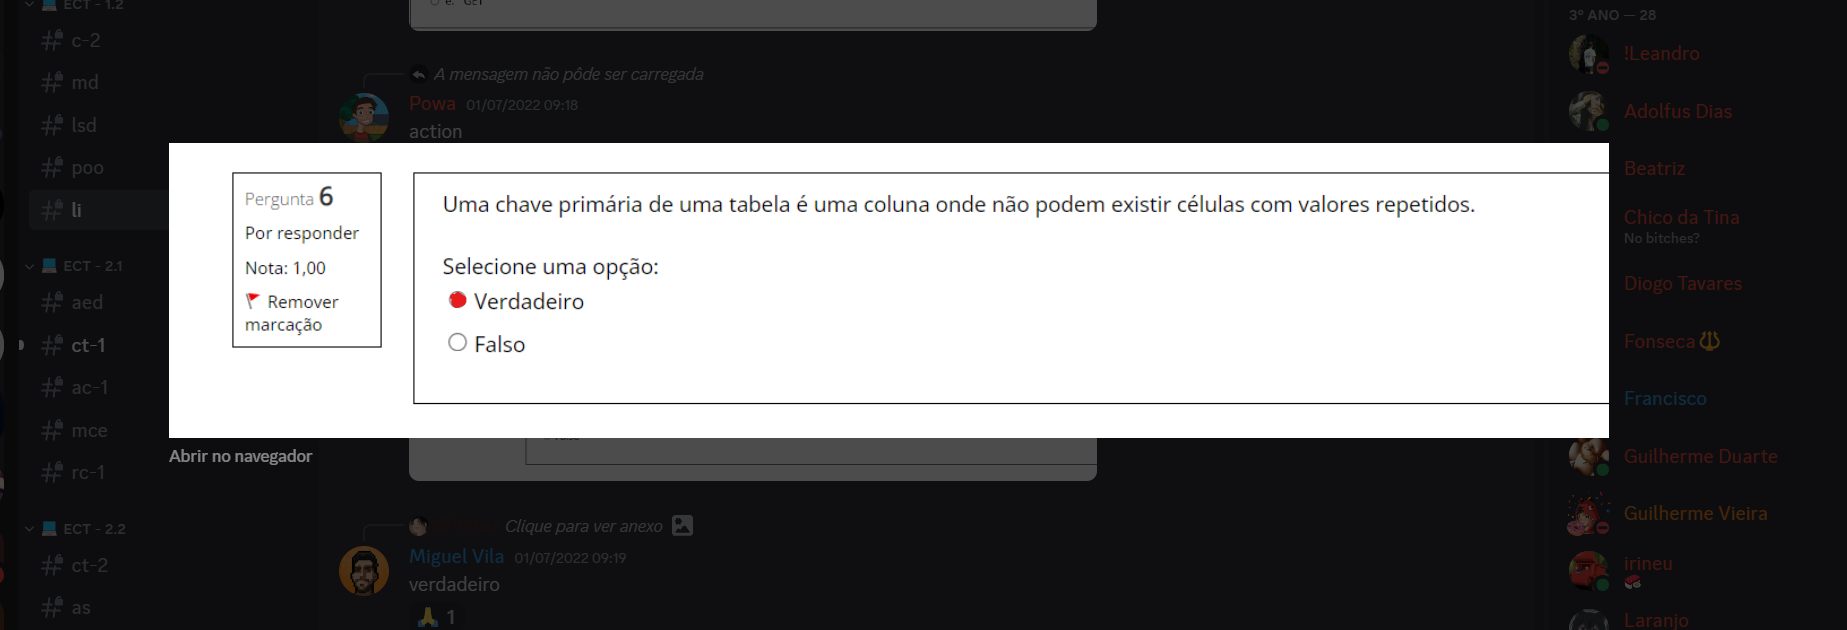 ECT - 1.2
c-2
md
lsd
poo
li
ECT - 2.1
aed
ct-1
ac-1
mce
rc-1
ECT - 2.2
ct-2
as
e. GET
A mensagem não pôde ser carregada
Powa 01/07/2022 09:18
action
Pergunta 6
Por responder
Nota: 1,00
Remover
marcação
Uma chave primária de uma tabela é uma coluna onde não podem existir células com valores repetidos.
Selecione uma opção:
Verdadeiro
Falso
Abrir no navegador
Clique para ver anexo
Miguel Vila 01/07/2022 09:19
verdadeiro
1
3º ANO — 28
!Leandro
Adolfus Dias
Beatriz
Chico da Tina
No bitches?
Diogo Tavares
Fonseca
Francisco
Guilherme Duarte
Guilherme Vieira
irineu
Laranjo